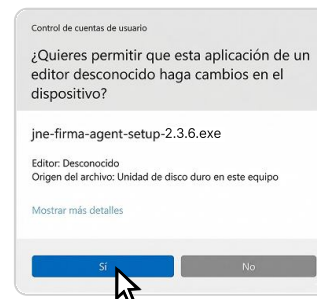 Control de cuentas de usuario
¿Quieres permitir que esta aplicación de un
editor desconocido haga cambios en el
dispositivo?
jne-firma-agent-setup-2.3.6.exe
Editor: Desconocido
Origen del archivo: Unidad de disco duro en este equipo
Mostrar más detalles
Sí
No